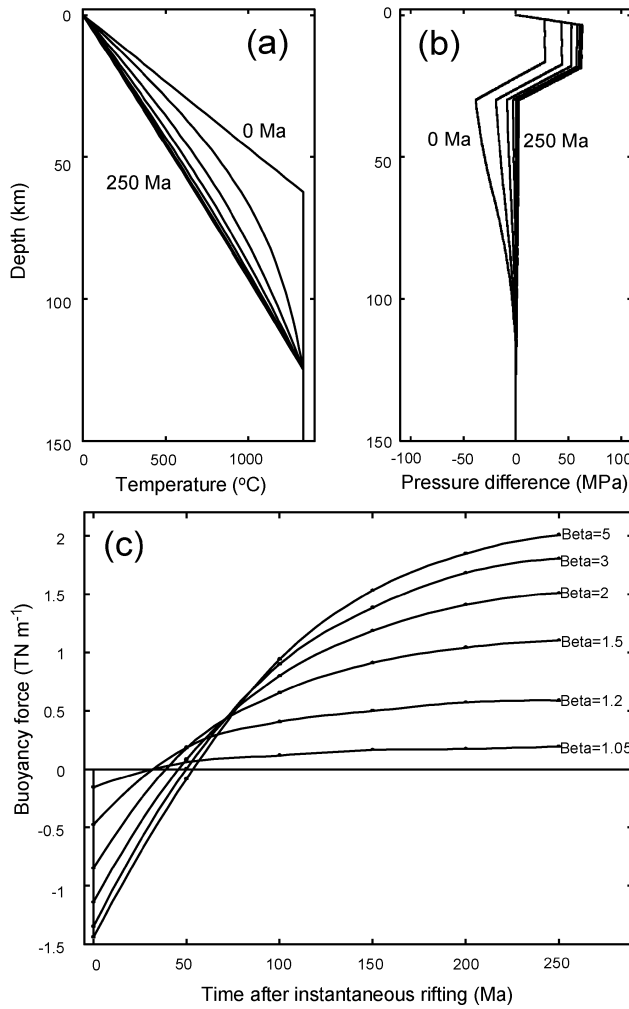 (a)
(b)
0
50
100
150
Depth (km)
0 Ma
250 Ma
0 500 1000
Temperature (ºC)
0
50
100
150
0 Ma
250 Ma
-100 -50 0 50 100
Pressure difference (MPa)
(c)
2
1.5
1
0.5
0
-0.5
-1
-1.5
Buoyancy force (TN m-1)
Beta=5
Beta=3
Beta=2
Beta=1.5
Beta=1.2
Beta=1.05
0 50 100 150 200 250
Time after instantaneous rifting (Ma)